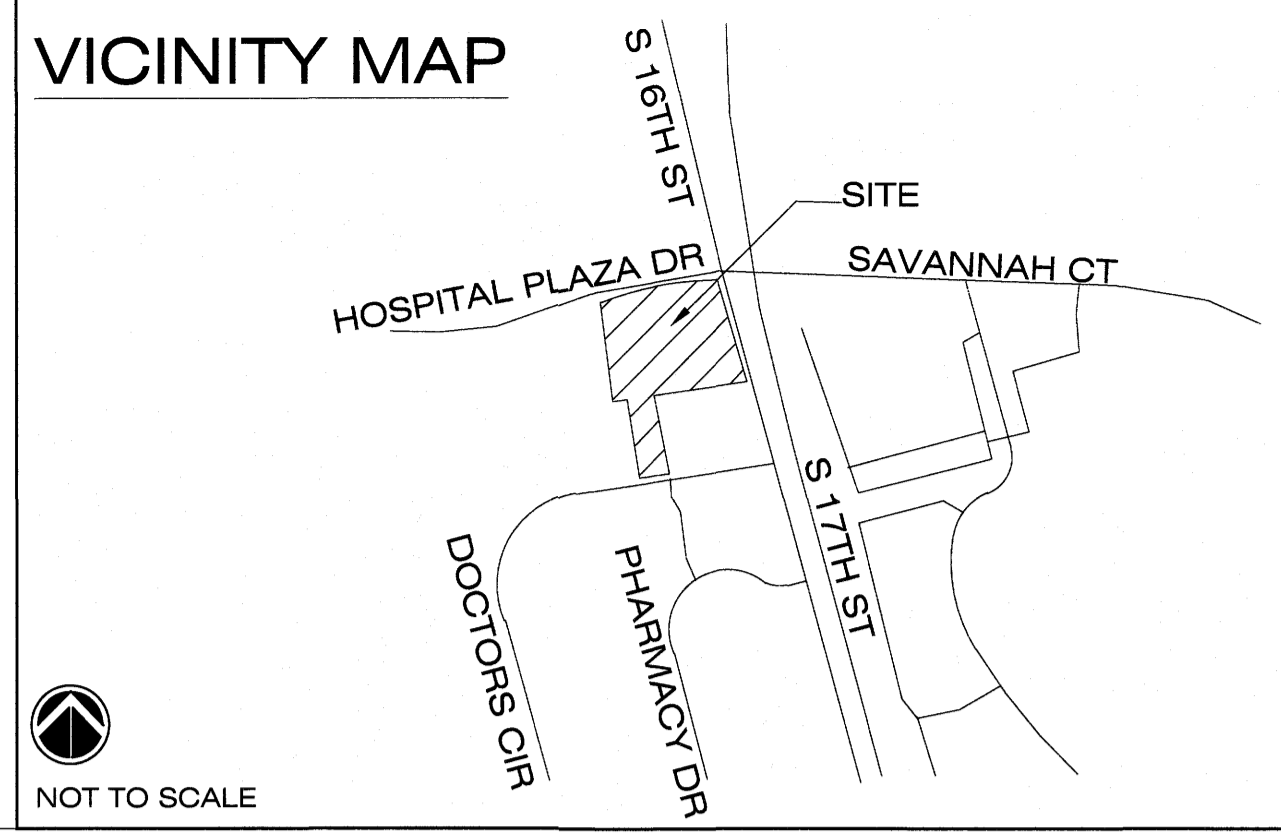 VICINITY MAP
S 16TH ST
SITE
HOSPITAL PLAZA DR
SAVANNAH CT
S 17TH ST
DOCTORS CIR
PHARMACY DR
NOT TO SCALE